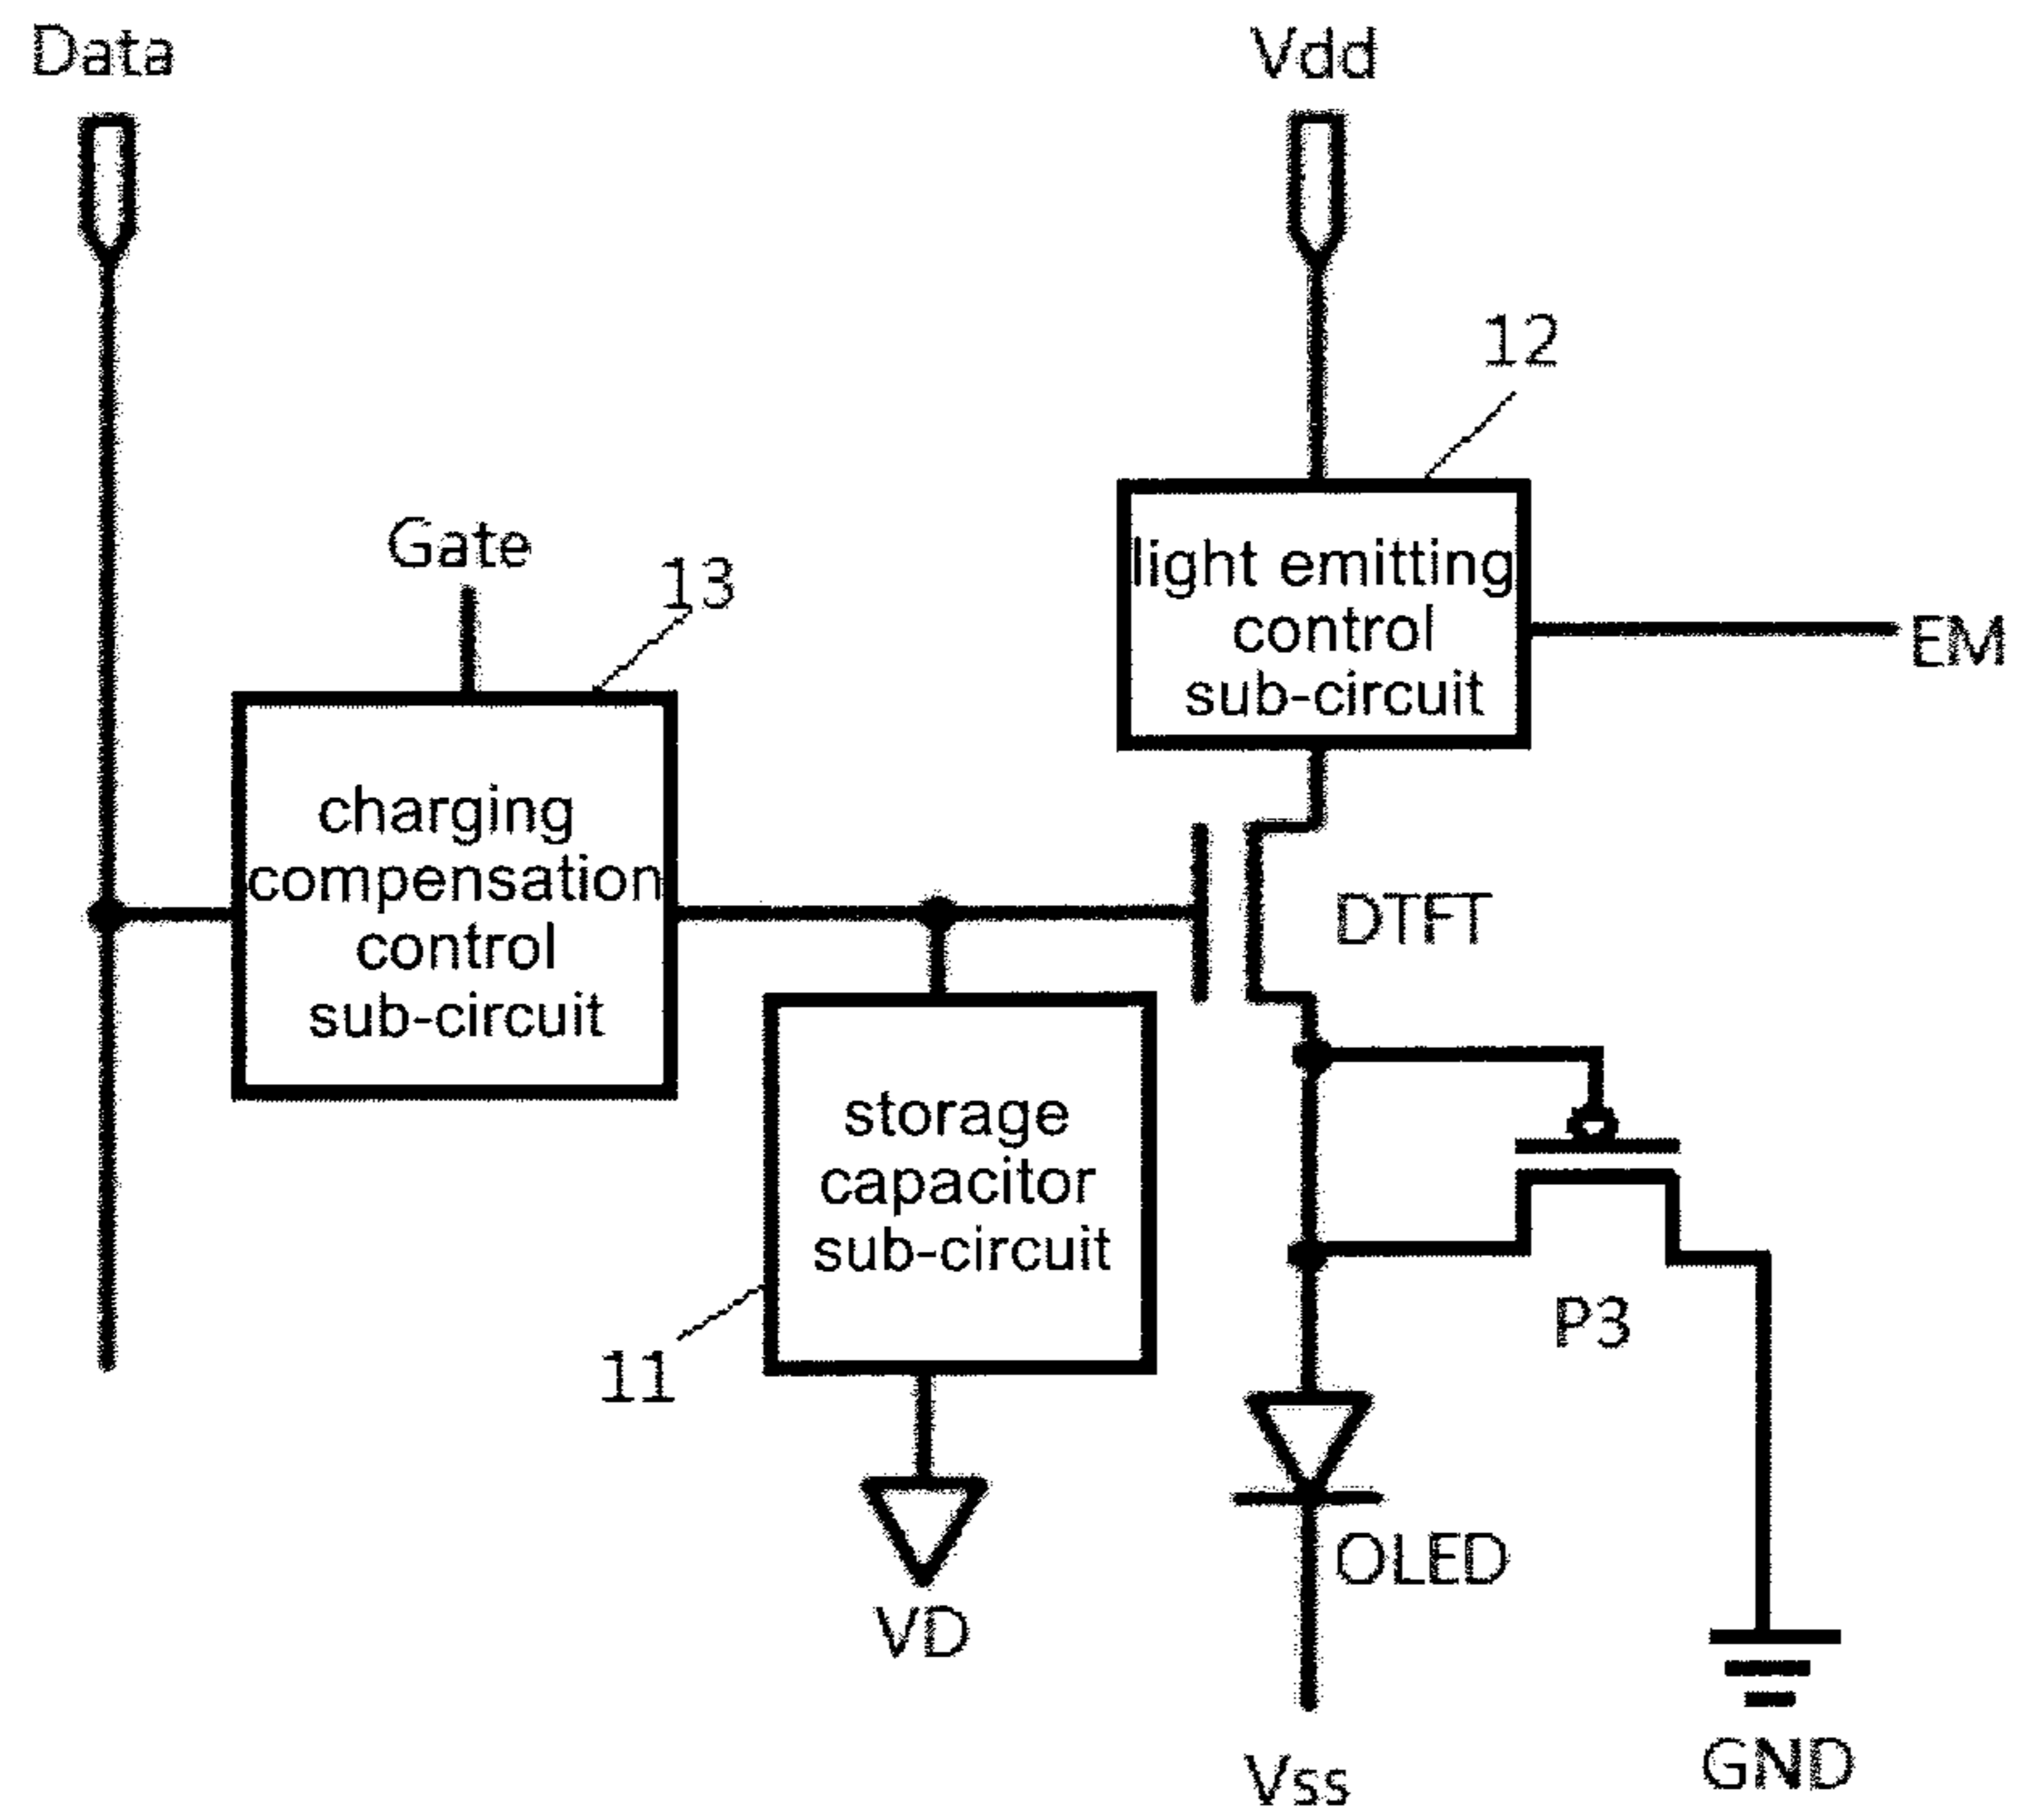 Data
Vdd
12
Gate
13
light emitting
control
sub-circuit
EM
charging
compensation
control
sub-circuit
DTFT
storage
capacitor
sub-circuit
11
P3
OLED
VD
Vss
GND